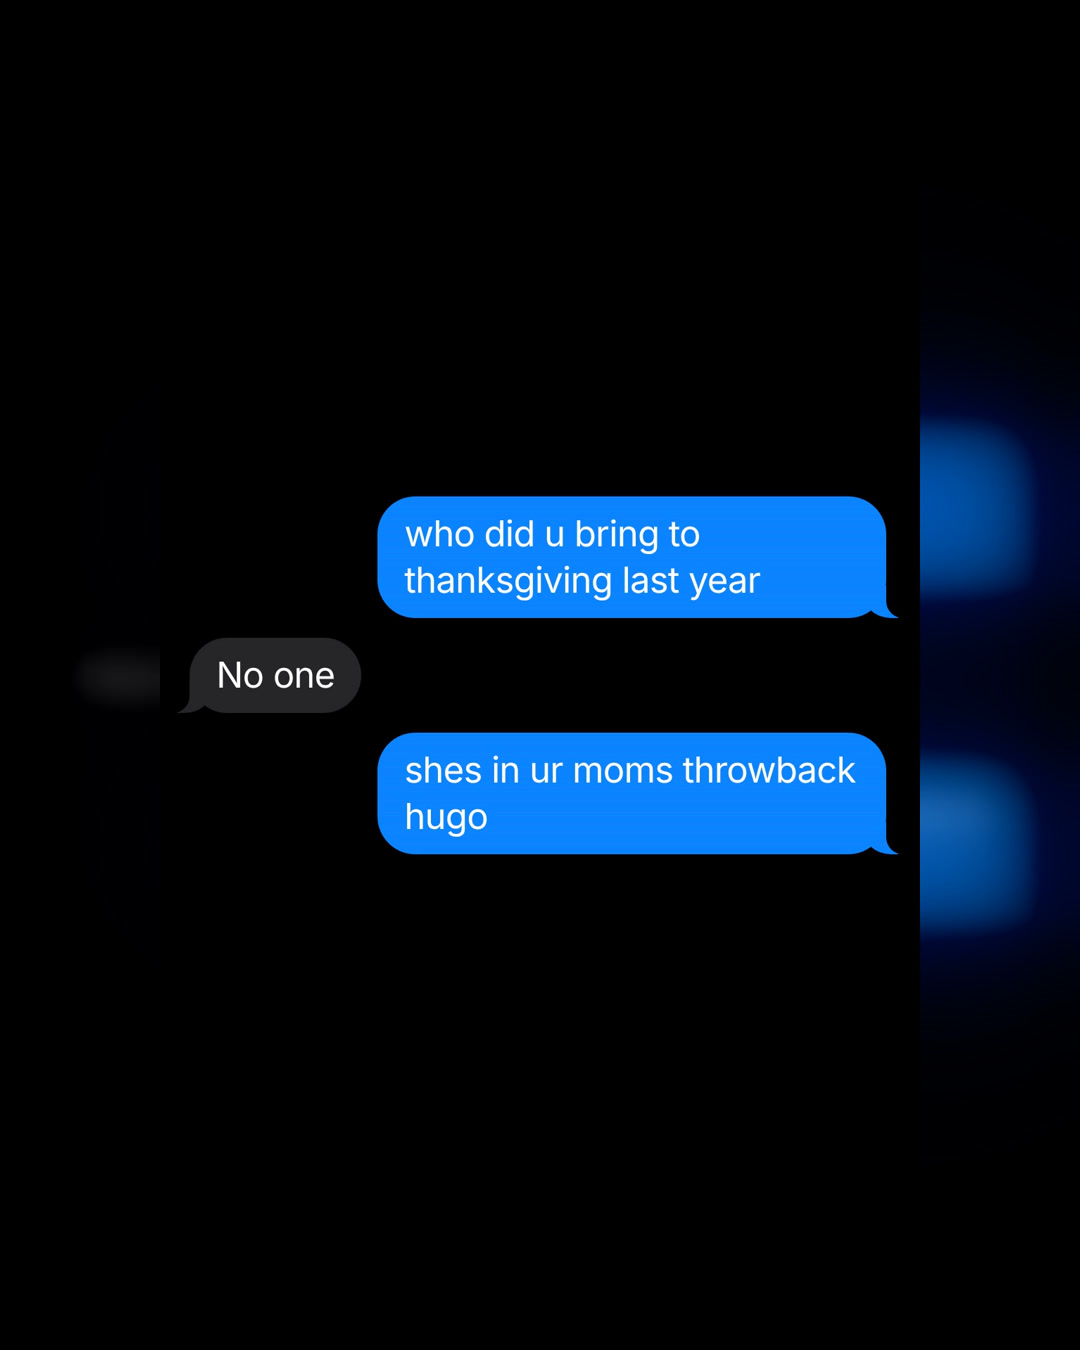 who did u bring to
thanksgiving last year
No one
shes in ur moms throwback
hugo